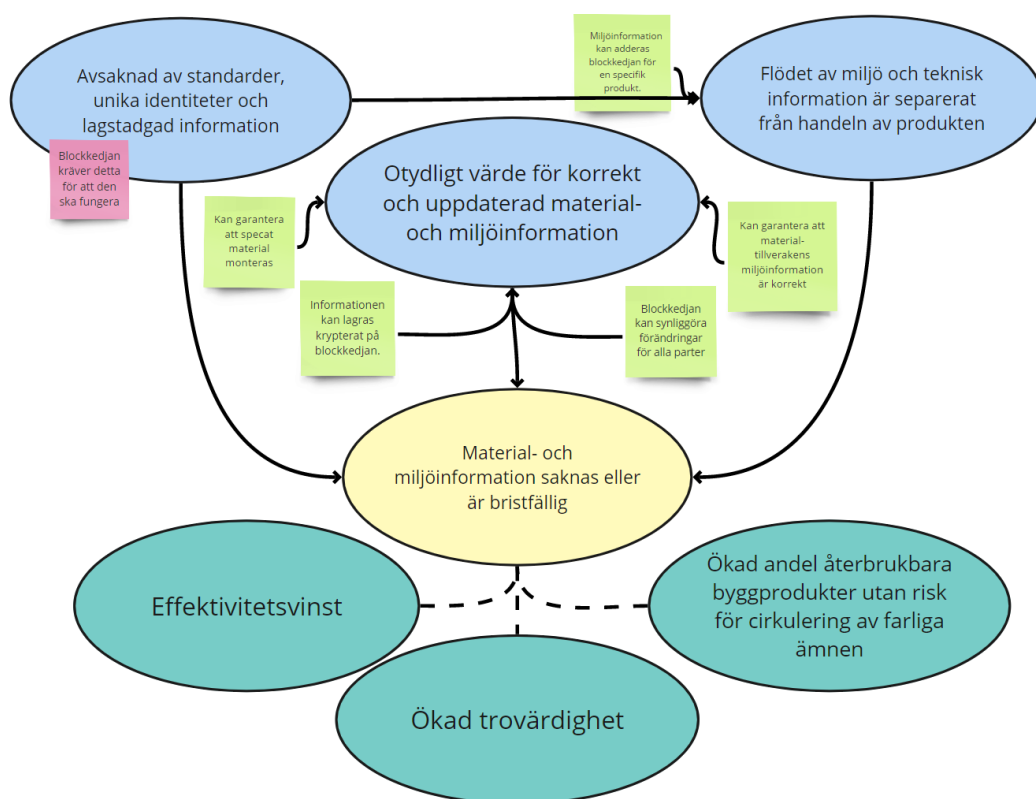 Avsaknad av standarder,
unika identiteter och
lagstadgad information
Blockkedjan
kräver detta
för att den
ska fungera
Miljöinformation
kan adderas
blockkedjan för
en specifik
produkt.
Flödet av miljö och teknisk
information är separerat
från handeln av produkten
Otydligt värde för korrekt
och uppdaterad material-
och miljöinformation
Kan garantera
att specat
material
monteras
Kan garantera att
material-
tillverakens
miljöinformation
är korrekt
Informationen
kan lagras
krypterat på
blockkedjan.
Blockkedjan
kan synliggöra
förändringar
för alla parter
Material- och
miljöinformation saknas eller
är bristfällig
Effektivitetsvinst
Ökad trovärdighet
Ökad andel återbrukbara
byggprodukter utan risk
för cirkulering av farliga
ämnen